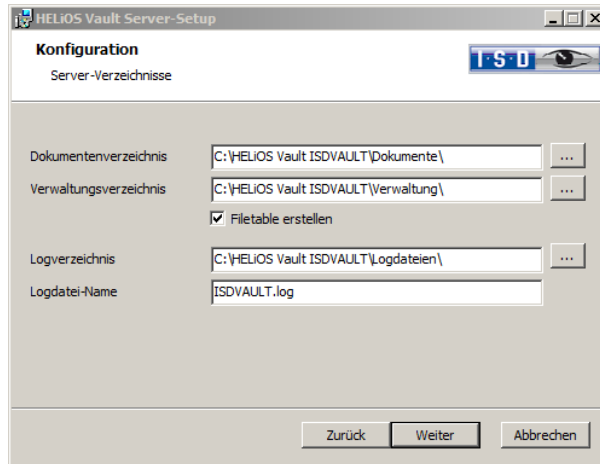 HELiOS Vault Server-Setup
Konfiguration
Server-Verzeichnisse
I·S·D
Dokumentenverzeichnis C:\HELiOS Vault ISDVAULT\Dokumente\ ...
Verwaltungsverzeichnis C:\HELiOS Vault ISDVAULT\Verwaltung\ ...
Filetable erstellen
Logverzeichnis C:\HELiOS Vault ISDVAULT\Logdateien\ ...
Logdatei-Name ISDVAULT.log
Zurück Weiter Abbrechen